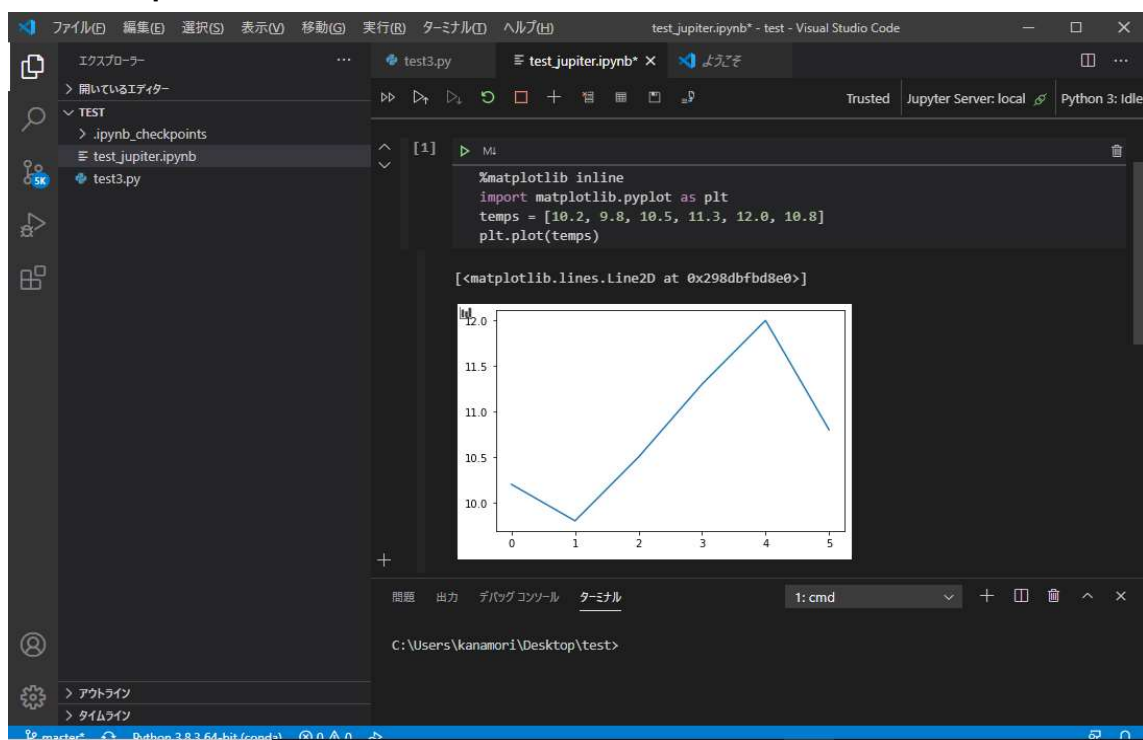 ファイル(F) 編集(E) 選択(S) 表示(V) 移動(G) 実行(R) ターミナル(T) ヘルプ(H) test_jupiter.ipynb* - test - Visual Studio Code
エクスプローラー
開いているエディター
TEST
.ipynb_checkpoints
test_jupiter.ipynb
test3.py
5K
test3.py test_jupiter.ipynb* ようこそ
Trusted Jupyter Server: local Python 3: Idle
[1] M↓
%matplotlib inline
import matplotlib.pyplot as plt
temps = [10.2, 9.8, 10.5, 11.3, 12.0, 10.8]
plt.plot(temps)
[<matplotlib.lines.Line2D at 0x298dbfbd8e0>]
12.0
11.5
11.0
10.5
10.0
0 1 2 3 4 5
問題 出力 デバッグ コンソール ターミナル 1: cmd
C:\Users\kanamori\Desktop\test>
アウトライン
タイムライン
master* Python 3.8.3 64-bit (conda) 0 0